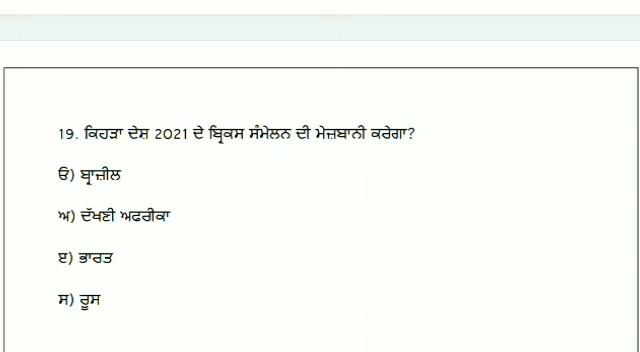 19. ਕਿਹੜਾ ਦੇਸ਼ 2021 ਦੇ ਬ੍ਰਿਕਸ ਸੰਮੇਲਨ ਦੀ ਮੇਜ਼ਬਾਨੀ ਕਰੇਗਾ?
ੳ) ਬ੍ਰਾਜ਼ੀਲ
ਅ) ਦੱਖਣੀ ਅਫਰੀਕਾ
ੲ) ਭਾਰਤ
ਸ) ਰੂਸ